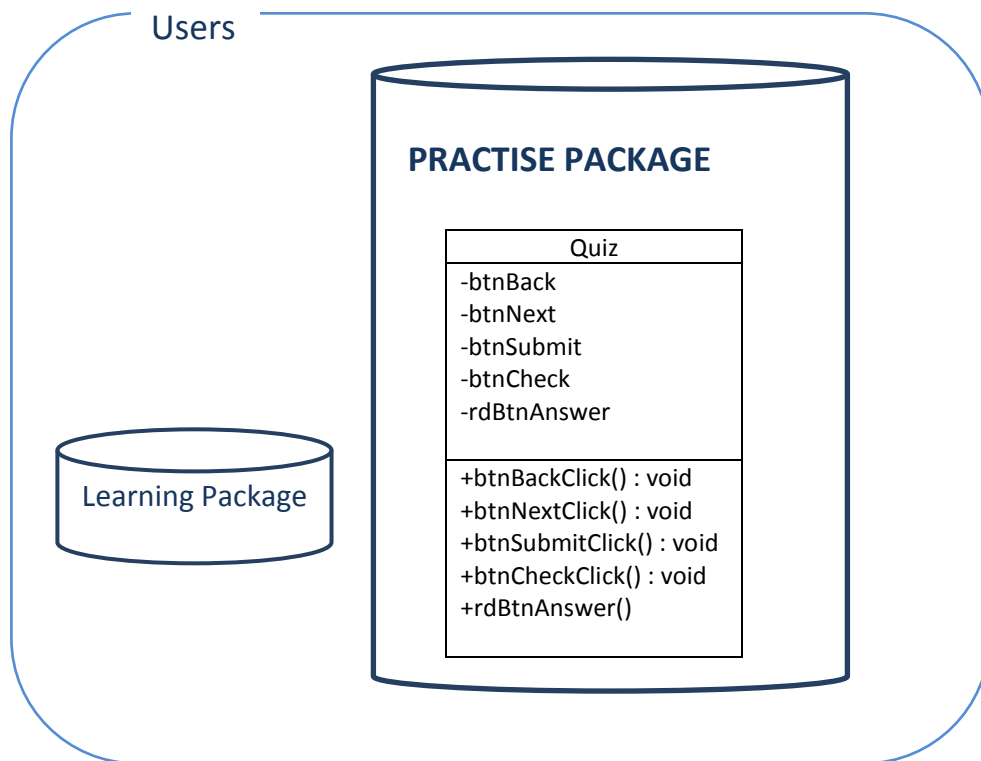 Users
PRACTISE PACKAGE
Quiz
-btnBack
-btnNext
-btnSubmit
-btnCheck
-rdBtnAnswer
+btnBackClick() : void
+btnNextClick() : void
+btnSubmitClick() : void
+btnCheckClick() : void
+rdBtnAnswer()
Learning Package